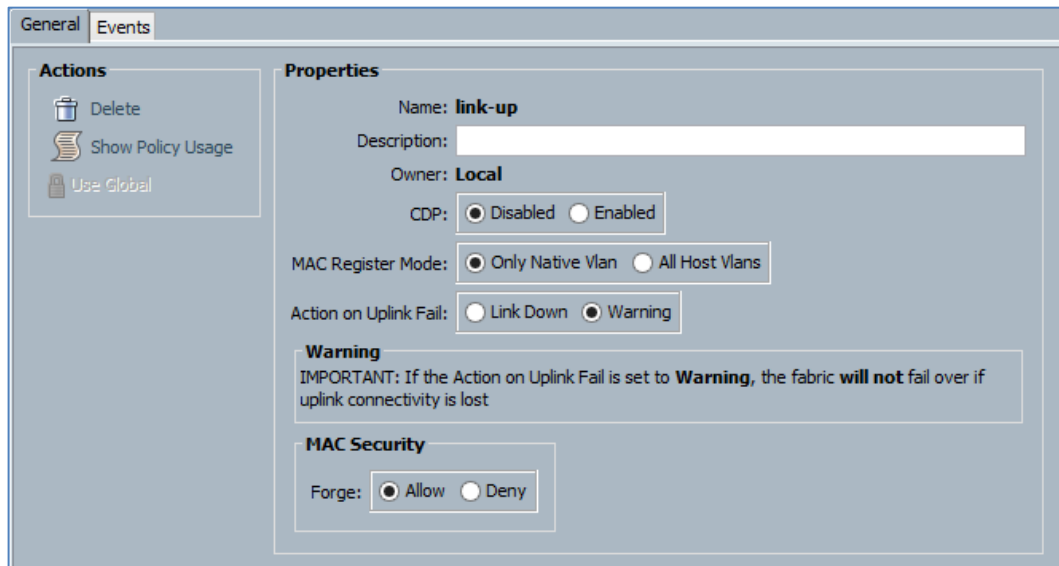 General Events
Actions
Delete
Show Policy Usage
Use Global
Properties
Name: link-up
Description:
Owner: Local
CDP: Disabled Enabled
MAC Register Mode: Only Native Vlan All Host Vlans
Action on Uplink Fail: Link Down Warning
Warning
IMPORTANT: If the Action on Uplink Fail is set to Warning, the fabric will not fail over if
uplink connectivity is lost
MAC Security
Forge: Allow Deny